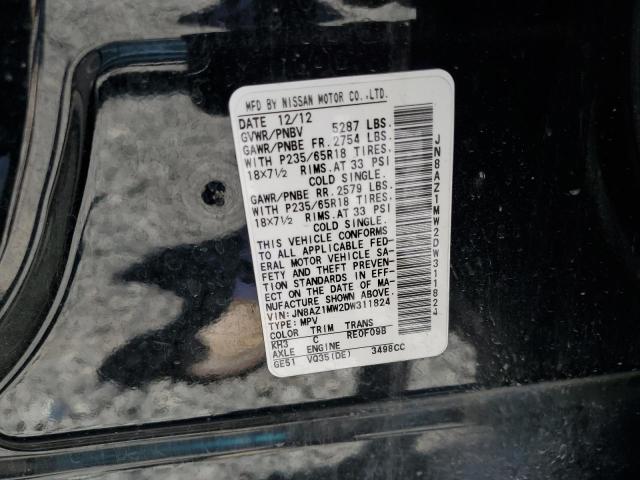 MFD BY NISSAN MOTOR CO.,LTD.
DATE 12/12
GVWR/PNBV 5287 LBS.
GAWR/PNBE FR. 2754 LBS.
WITH P235/65R18 TIRES.
18X7½ RIMS. AT 33 PSI
COLD SINGLE.
GAWR/PNBE RR. 2579 LBS.
WITH P235/65R18 TIRES.
18X7½ RIMS. AT 33 PSI
COLD SINGLE.
THIS VEHICLE CONFORMS
TO ALL APPLICABLE FED-
ERAL MOTOR VEHICLE SA-
FETY AND THEFT PREVEN-
TION STANDARDS IN EFF-
ECT ON THE DATE OF MA-
NUFACTURE SHOWN ABOVE.
VIN: JN8AZ1MW2DW311824
TYPE: MPV
COLOR TRIM TRANS
KH3 C RE0F09B
AXLE ENGINE
GE51 VQ35(DE) 3498CC
JN8AZ1MW2DW311824